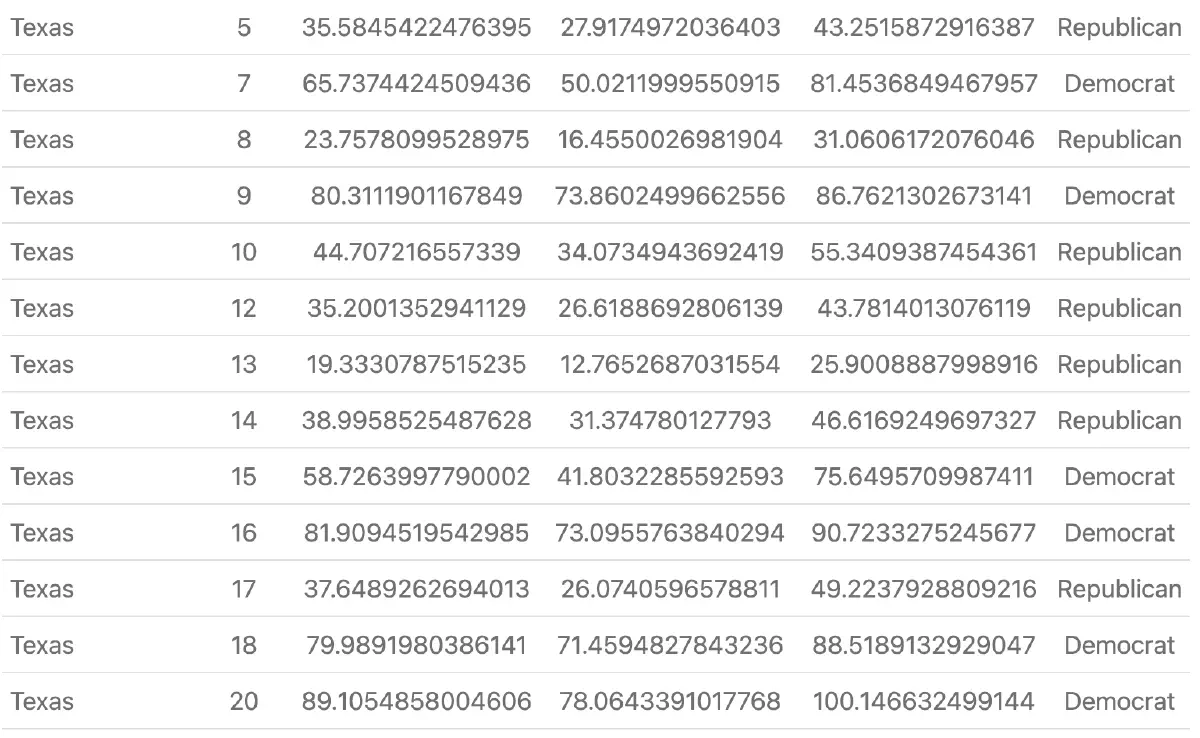 Texas 5 35.5845422476395 27.9174972036403 43.2515872916387 Republican
Texas 7 65.7374424509436 50.0211999550915 81.4536849467957 Democrat
Texas 8 23.7578099528975 16.4550026981904 31.0606172076046 Republican
Texas 9 80.3111901167849 73.8602499662556 86.7621302673141 Democrat
Texas 10 44.707216557339 34.0734943692419 55.3409387454361 Republican
Texas 12 35.2001352941129 26.6188692806139 43.7814013076119 Republican
Texas 13 19.3330787515235 12.7652687031554 25.9008887998916 Republican
Texas 14 38.9958525487628 31.374780127793 46.6169249697327 Republican
Texas 15 58.7263997790002 41.8032285592593 75.6495709987411 Democrat
Texas 16 81.9094519542985 73.0955763840294 90.7233275245677 Democrat
Texas 17 37.6489262694013 26.0740596578811 49.2237928809216 Republican
Texas 18 79.9891980386141 71.4594827843236 88.5189132929047 Democrat
Texas 20 89.1054858004606 78.0643391017768 100.146632499144 Democrat